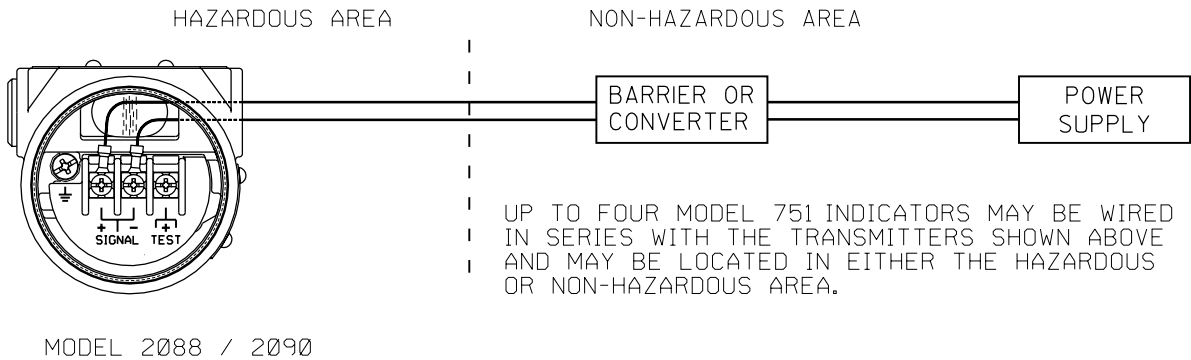 HAZARDOUS AREA
NON-HAZARDOUS AREA
BARRIER OR
CONVERTER
POWER
SUPPLY
+ -
+
SIGNAL TEST
UP TO FOUR MODEL 751 INDICATORS MAY BE WIRED
IN SERIES WITH THE TRANSMITTERS SHOWN ABOVE
AND MAY BE LOCATED IN EITHER THE HAZARDOUS
OR NON-HAZARDOUS AREA.
MODEL 2088 / 2090